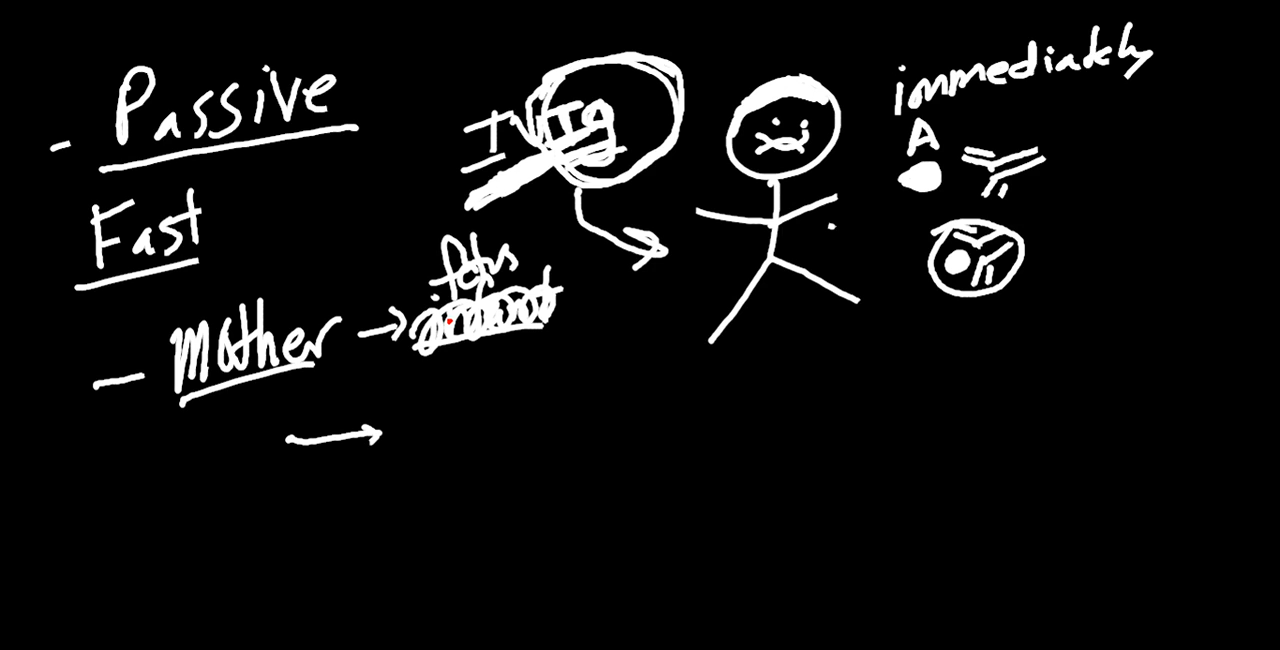 - Passive
Fast
- Mother → fetus
IVIG
immediately
A